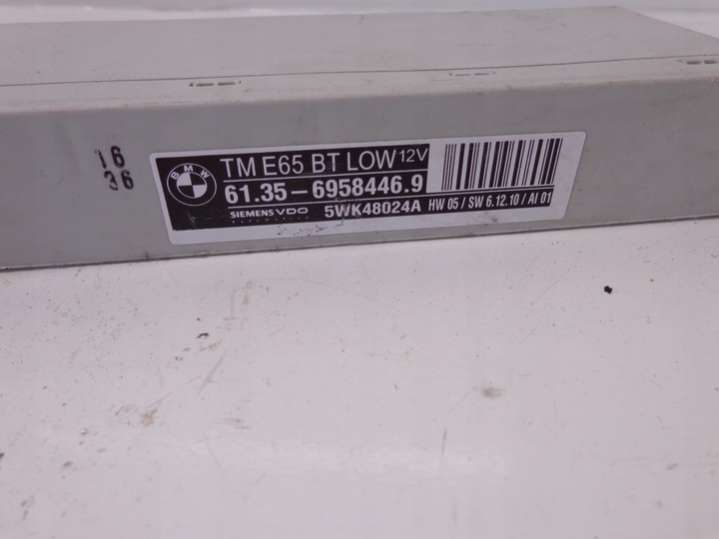 16
36
BMW
TM E65 BT LOW 12V
61.35 - 6958446.9
SIEMENS VDO 5WK48024A HW 05 / SW 6.12.10 / AI 01